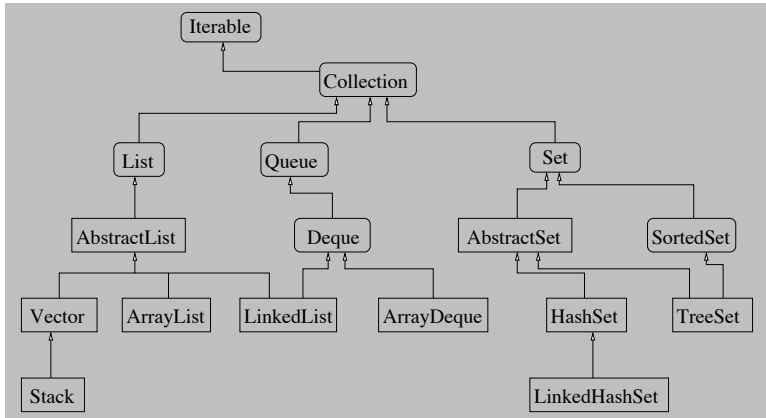 Iterable
Collection
List
Queue
Set
AbstractList
Deque
AbstractSet
SortedSet
Vector
ArrayList
LinkedList
ArrayDeque
HashSet
TreeSet
Stack
LinkedHashSet